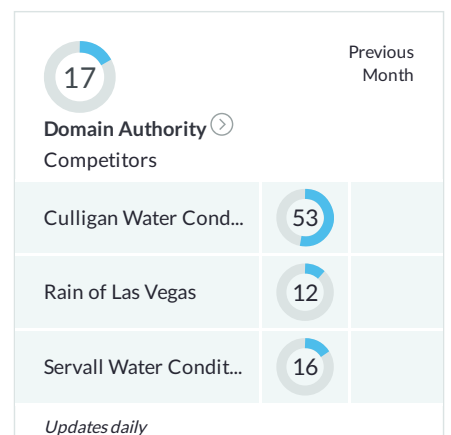 17
Previous
Month
Domain Authority
Competitors
Culligan Water Cond...
53
Rain of Las Vegas
12
Servall Water Condit...
16
Updates daily